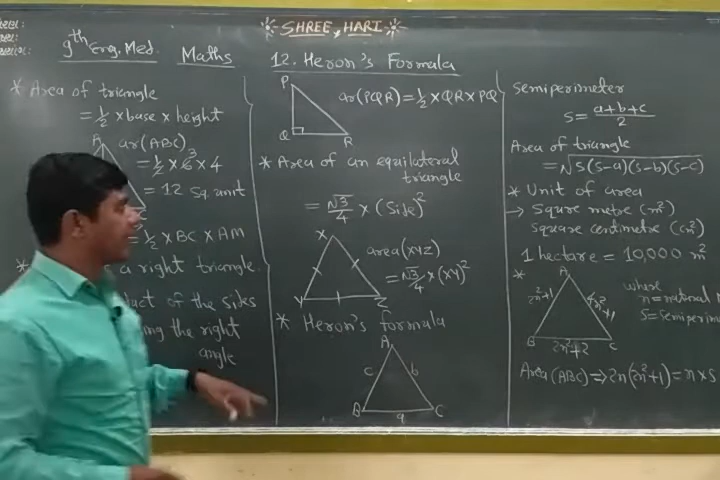 SHREE HARI
9th Eng. Med. Maths
12. Heron's Formula
* Area of triangle
= 1/2 × base × height
A
ar(ABC)
= 1/2 × 6 3 × 4
= 12 Sq. unit
= 1/2 × BC × AM
a right triangle.
of the sides
the right
angle
P
Q
R
ar(PQR) = 1/2 × QR × PQ
* Area of an equilateral
triangle
= √3/4 × (Side)²
X
Y
Z
area(XYZ)
= √3/4 × (XY)²
* Heron's formula
A
c
b
B
a
C
semiperimeter
S = a+b+c/2
Area of triangle
= √S(S-a)(S-b)(S-c)
* Unit of area
→ Squre metre (m²)
Square centimetre (cm²)
1 hectare = 10,000 m²
*
A
B
C
2n²+2
where
S = Semiperim
Area (ABC) ⇒ 2n(2n²+1) = n × S